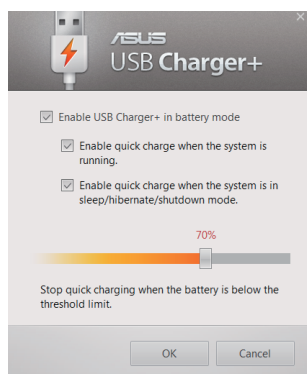 ASUS
USB Charger+
Enable USB Charger+ in battery mode
Enable quick charge when the system is
running.
Enable quick charge when the system is in
sleep/hibernate/shutdown mode.
70%
Stop quick charging when the battery is below the
threshold limit.
OK Cancel